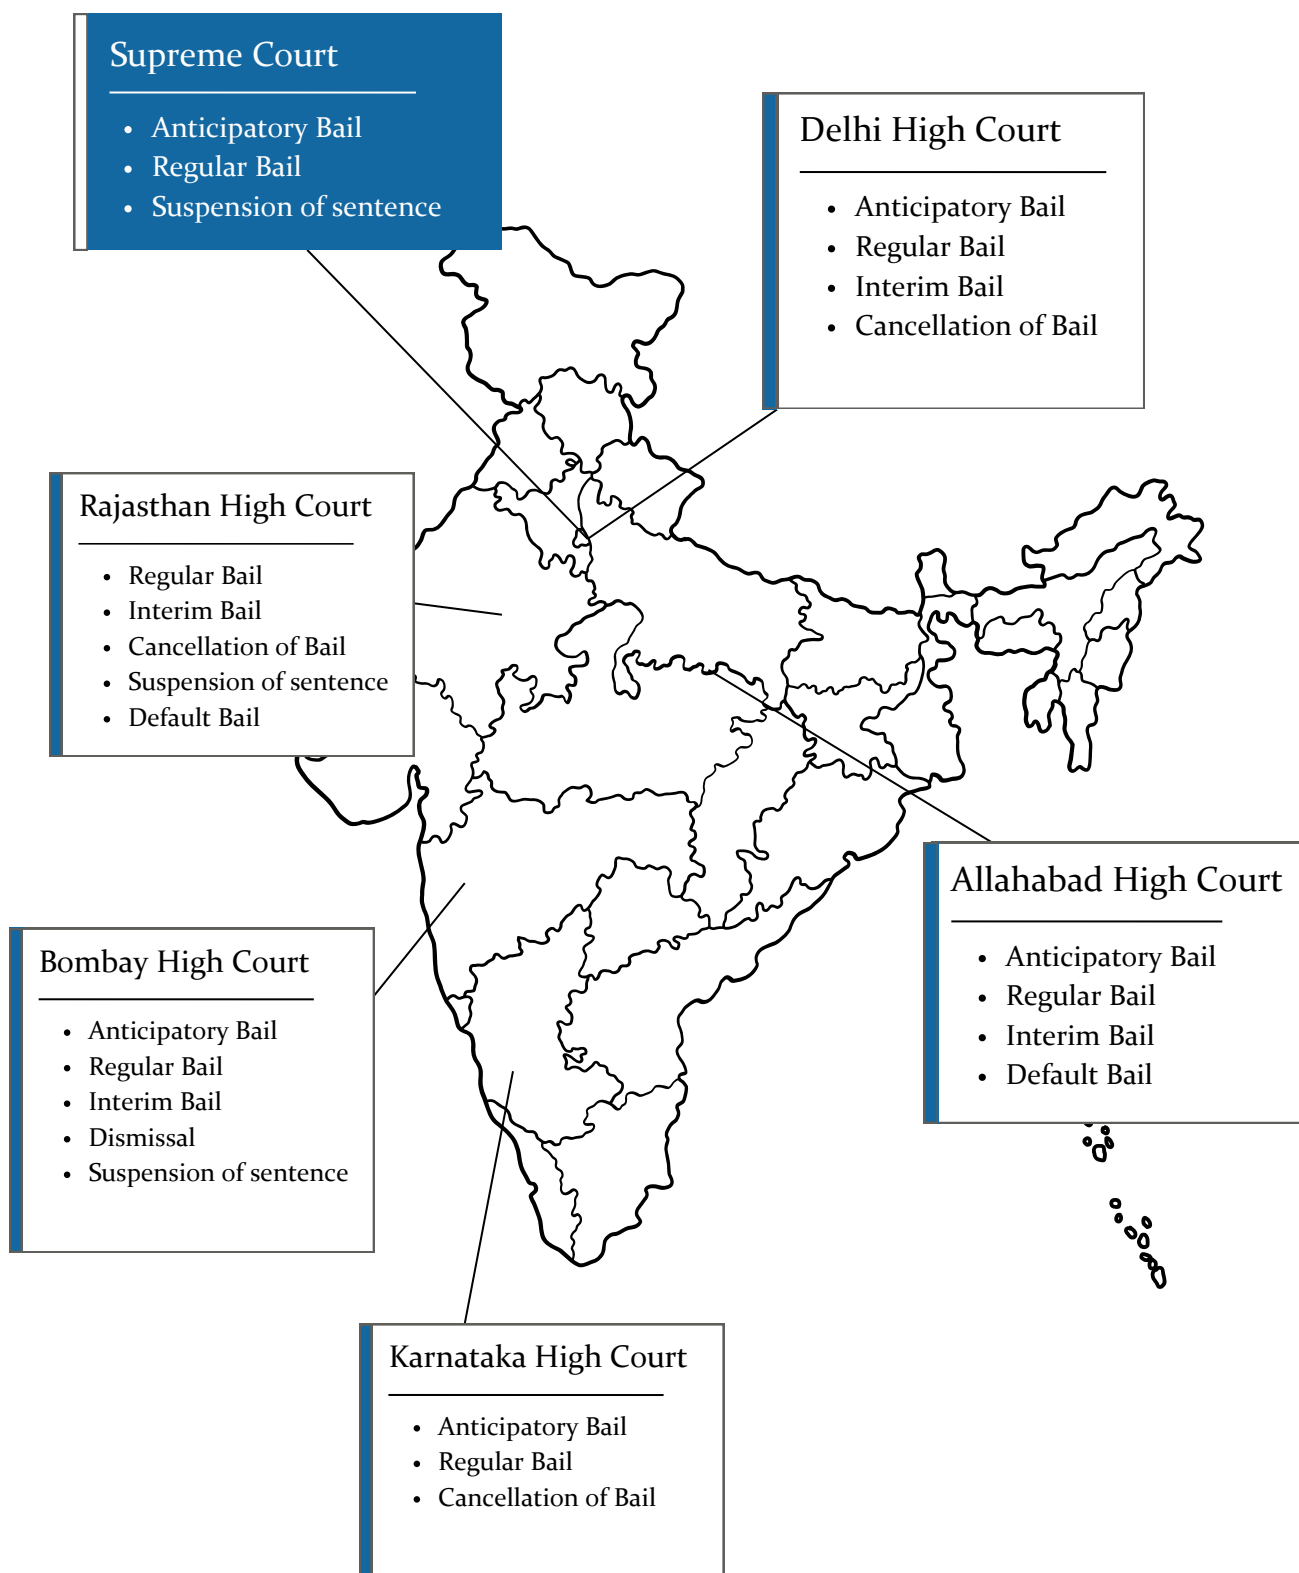 Supreme Court
• Anticipatory Bail
• Regular Bail
• Suspension of sentence
Delhi High Court
• Anticipatory Bail
• Regular Bail
• Interim Bail
• Cancellation of Bail
Rajasthan High Court
• Regular Bail
• Interim Bail
• Cancellation of Bail
• Suspension of sentence
• Default Bail
Allahabad High Court
• Anticipatory Bail
• Regular Bail
• Interim Bail
• Default Bail
Bombay High Court
• Anticipatory Bail
• Regular Bail
• Interim Bail
• Dismissal
• Suspension of sentence
Karnataka High Court
• Anticipatory Bail
• Regular Bail
• Cancellation of Bail